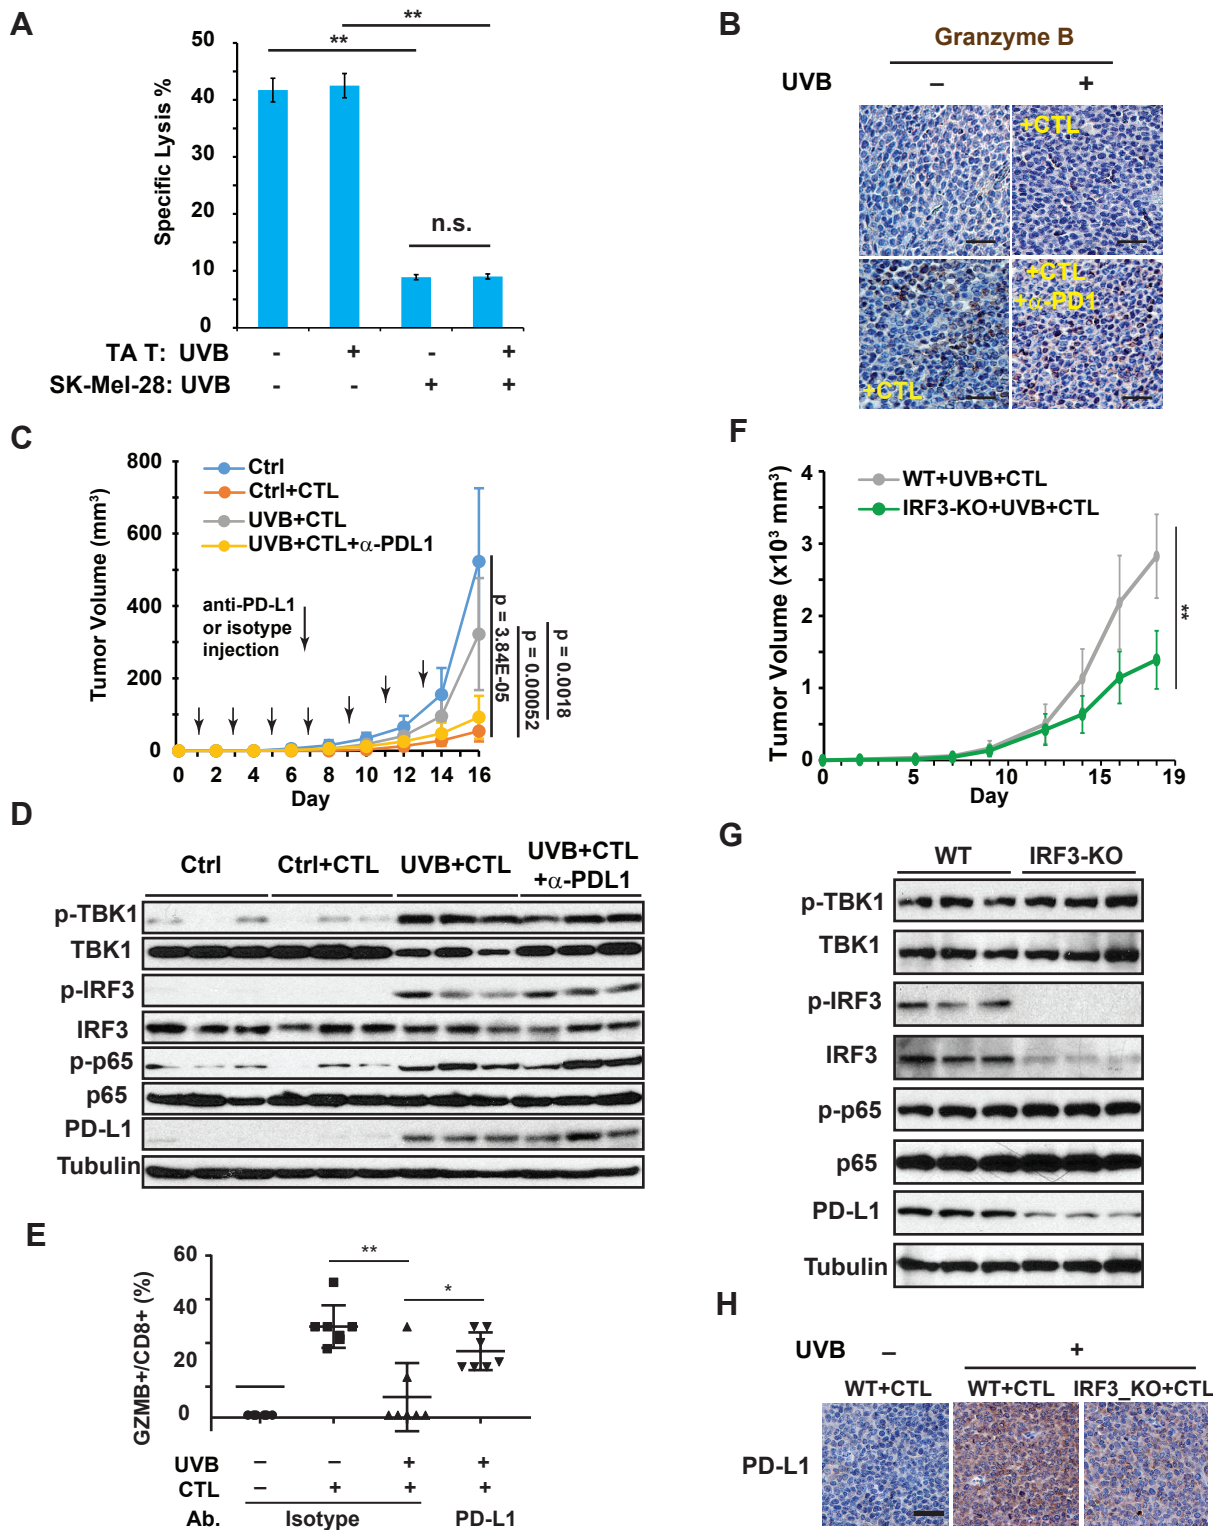 A
**
**
n.s.
Specific Lysis %
50
40
30
20
10
0
TA T: UVB - + - +
SK-Mel-28: UVB - - + +
B
Granzyme B
UVB – +
+CTL
+CTL
+CTL
+α-PD1
C
Tumor Volume (mm³)
800
600
400
200
0
Ctrl
Ctrl+CTL
UVB+CTL
UVB+CTL+α-PDL1
anti-PD-L1
or isotype
injection
p = 3.84E-05
p = 0.00052
p = 0.0018
0 2 4 6 8 10 12 14 16
Day
F
Tumor Volume (x10³ mm³)
4
3
2
1
0
WT+UVB+CTL
IRF3-KO+UVB+CTL
**
0 5 10 15 19
Day
D
Ctrl Ctrl+CTL UVB+CTL UVB+CTL
+α-PDL1
p-TBK1
TBK1
p-IRF3
IRF3
p-p65
p65
PD-L1
Tubulin
G
WT IRF3-KO
p-TBK1
TBK1
p-IRF3
IRF3
p-p65
p65
PD-L1
Tubulin
E
GZMB+/CD8+ (%)
60
40
20
0
**
*
UVB – – + +
CTL – + + +
Ab. Isotype PD-L1
H
UVB – +
WT+CTL WT+CTL IRF3_KO+CTL
PD-L1